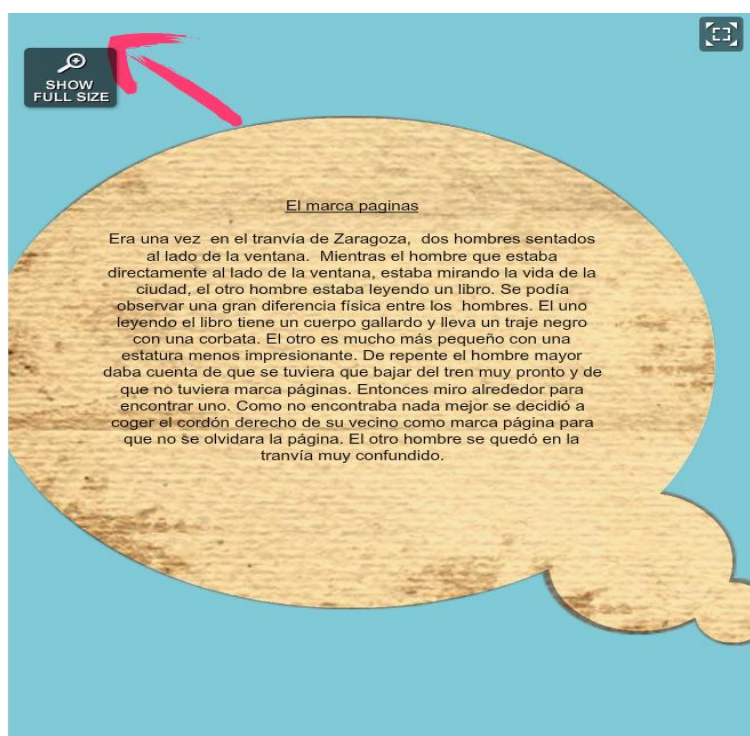 SHOW
FULL SIZE
El marca paginas
Era una vez en el tranvía de Zaragoza, dos hombres sentados
al lado de la ventana. Mientras el hombre que estaba
directamente al lado de la ventana, estaba mirando la vida de la
ciudad, el otro hombre estaba leyendo un libro. Se podía
observar una gran diferencia física entre los hombres. El uno
leyendo el libro tiene un cuerpo gallardo y lleva un traje negro
con una corbata. El otro es mucho más pequeño con una
estatura menos impresionante. De repente el hombre mayor
daba cuenta de que se tuviera que bajar del tren muy pronto y de
que no tuviera marca páginas. Entonces miro alrededor para
encontrar uno. Como no encontraba nada mejor se decidió a
coger el cordón derecho de su vecino como marca página para
que no se olvidara la página. El otro hombre se quedó en la
tranvía muy confundido.